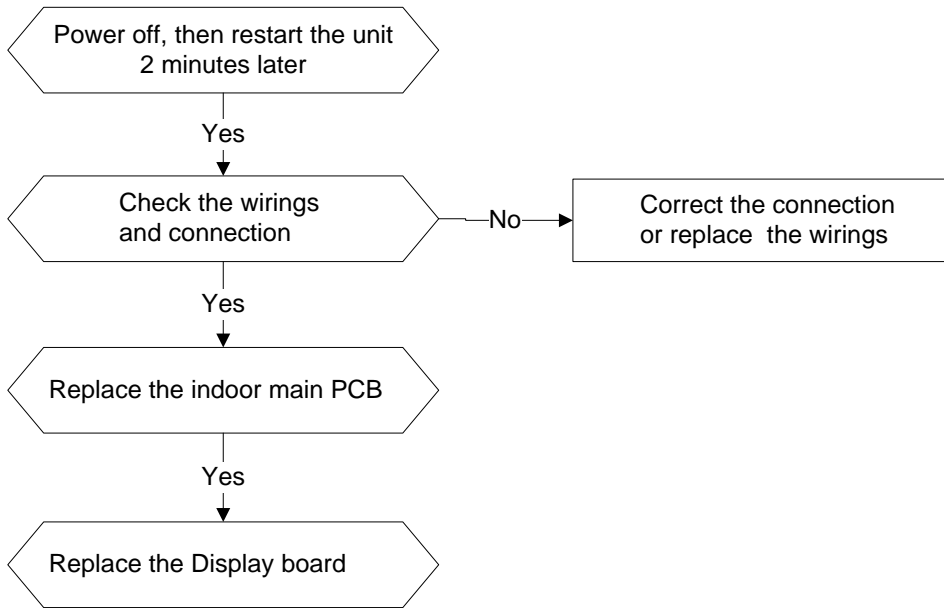 Power off, then restart the unit
2 minutes later
Yes
Check the wirings
and connection
No
Correct the connection
or replace  the wirings
Yes
Replace the indoor main PCB
Yes
Replace the Display board